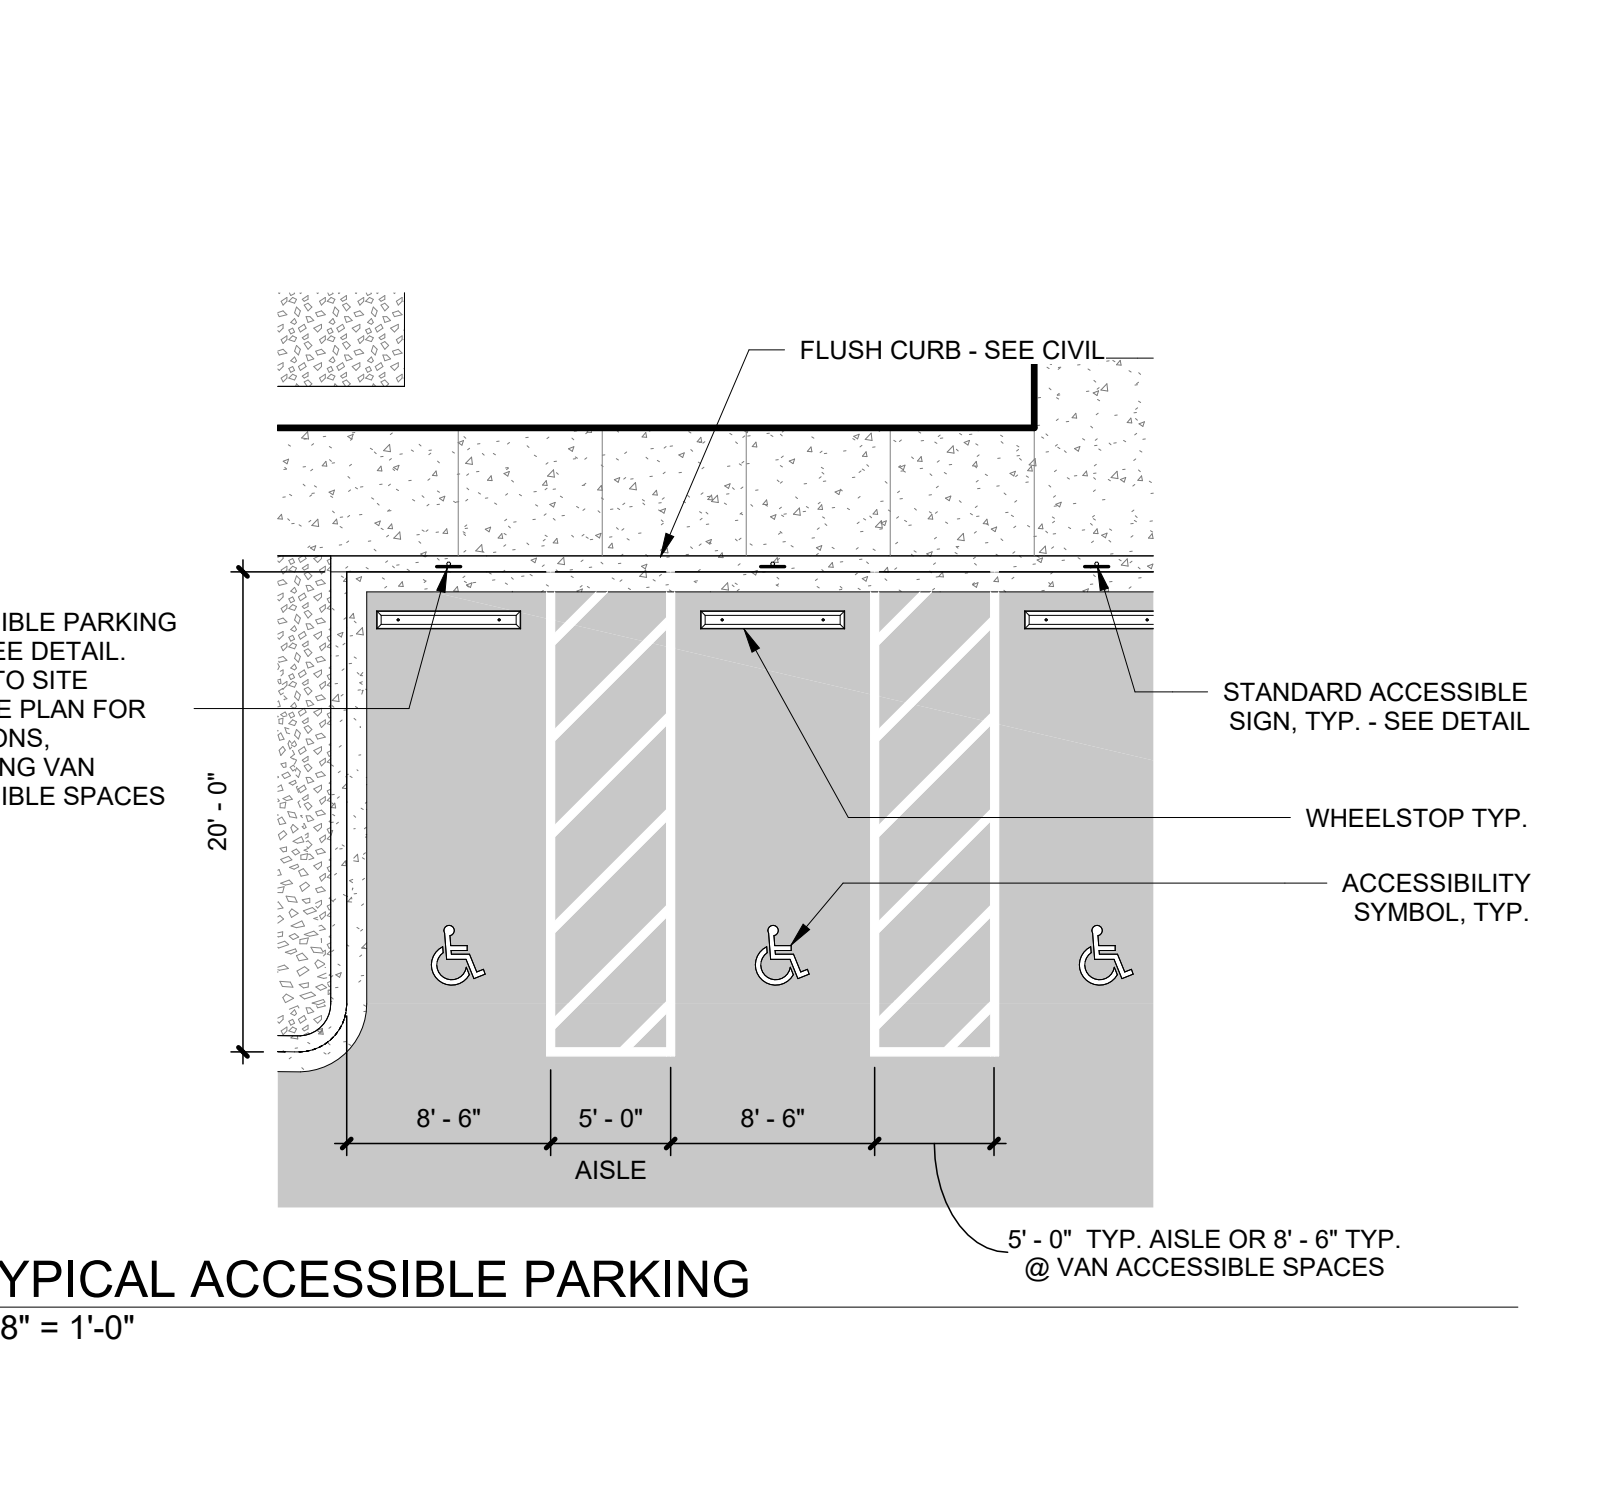 FLUSH CURB - SEE CIVIL
IBLE PARKING
EE DETAIL.
TO SITE
E PLAN FOR
ONS,
NG VAN
IBLE SPACES
20' - 0"
STANDARD ACCESSIBLE
SIGN, TYP. - SEE DETAIL
WHEELSTOP TYP.
ACCESSIBILITY
SYMBOL, TYP.
8' - 6" 5' - 0" 8' - 6"
AISLE
5' - 0" TYP. AISLE OR 8' - 6" TYP.
@ VAN ACCESSIBLE SPACES
YPICAL ACCESSIBLE PARKING
8" = 1'-0"